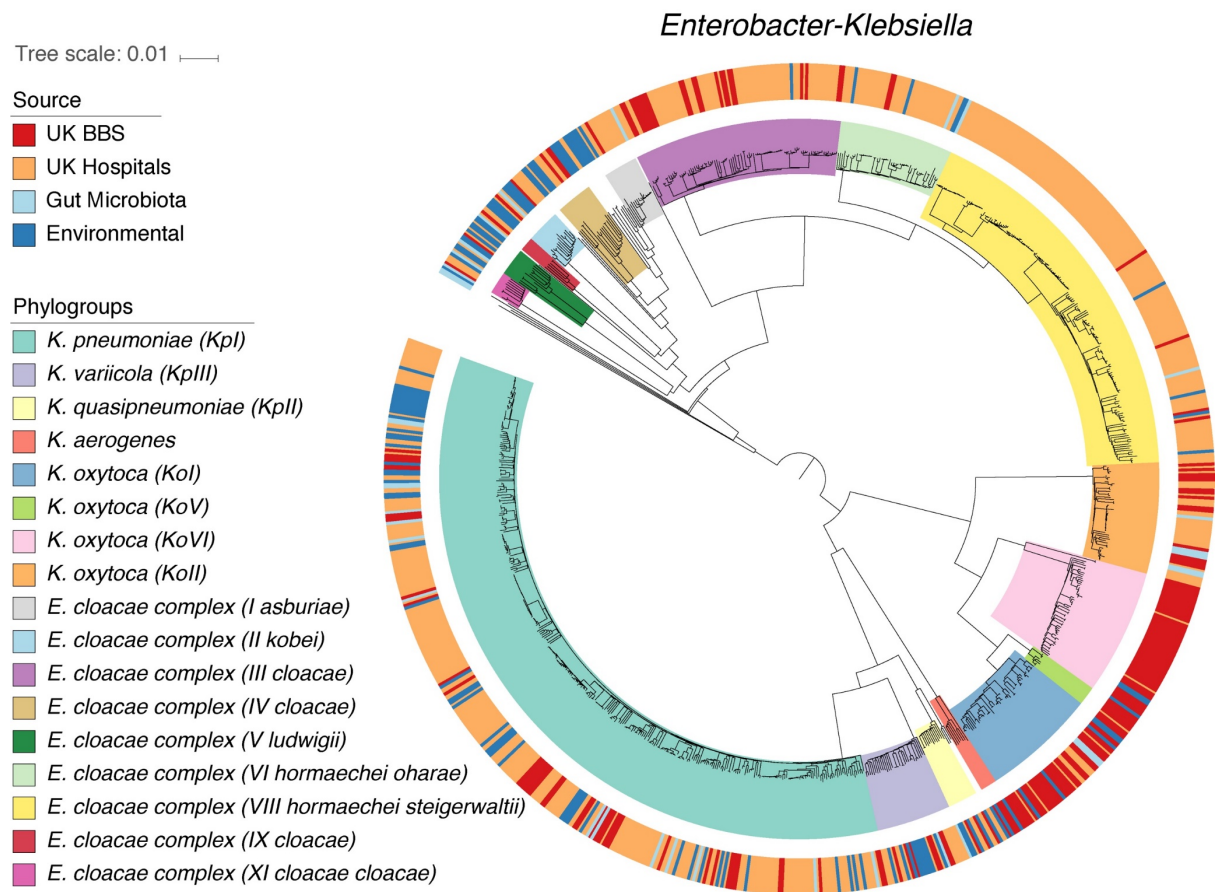 Enterobacter-Klebsiella
Tree scale: 0.01
Source
UK BBS
UK Hospitals
Gut Microbiota
Environmental
Phylogroups
K. pneumoniae (KpI)
K. variicola (KpIII)
K. quasipneumoniae (KpII)
K. aerogenes
K. oxytoca (KoI)
K. oxytoca (KoV)
K. oxytoca (KoVI)
K. oxytoca (KoII)
E. cloacae complex (I asburiae)
E. cloacae complex (II kobei)
E. cloacae complex (III cloacae)
E. cloacae complex (IV cloacae)
E. cloacae complex (V ludwigii)
E. cloacae complex (VI hormaechei oharae)
E. cloacae complex (VIII hormaechei steigerwaltii)
E. cloacae complex (IX cloacae)
E. cloacae complex (XI cloacae cloacae)